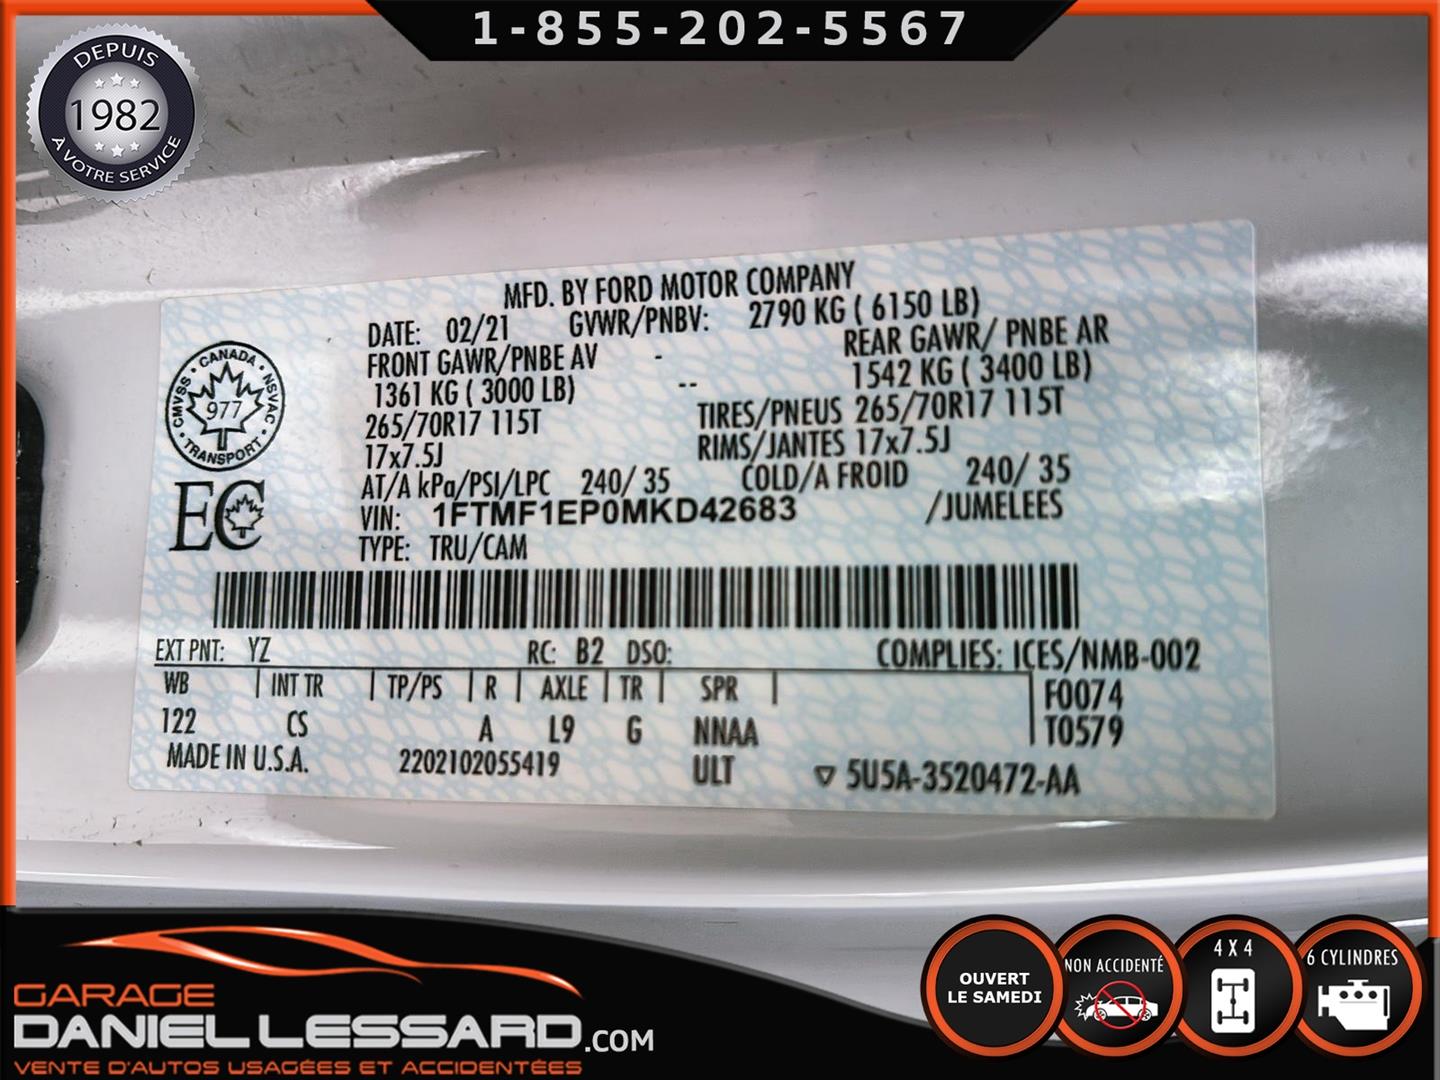 1-855-202-5567
DEPUIS
1982
À VOTRE SERVICE
MFD. BY FORD MOTOR COMPANY
DATE: 02/21 GVWR/PNBV: 2790 KG ( 6150 LB)
FRONT GAWR/PNBE AV - REAR GAWR/ PNBE AR
1361 KG ( 3000 LB) -- 1542 KG ( 3400 LB)
265/70R17 115T TIRES/PNEUS 265/70R17 115T
17x7.5J RIMS/JANTES 17x7.5J
AT/A kPa/PSI/LPC 240/ 35 COLD/A FROID 240/ 35
VIN: 1FTMF1EP0MKD42683 /JUMELEES
TYPE: TRU/CAM
CANADA
CMVSS NSVAC
977
TRANSPORT
EC
EXT PNT: YZ RC: B2 DSO: COMPLIES: ICES/NMB-002
WB | INT TR | TP/PS | R | AXLE | TR | SPR | F0074
122 CS A L9 G NNAA T0579
MADE IN U.S.A. 2202102055419 ULT ▽ 5U5A-3520472-AA
GARAGE
DANIEL LESSARD.COM
VENTE D'AUTOS USAGÉES ET ACCIDENTÉES
OUVERT
LE SAMEDI
NON ACCIDENTÉ
4 X 4
6 CYLINDRES